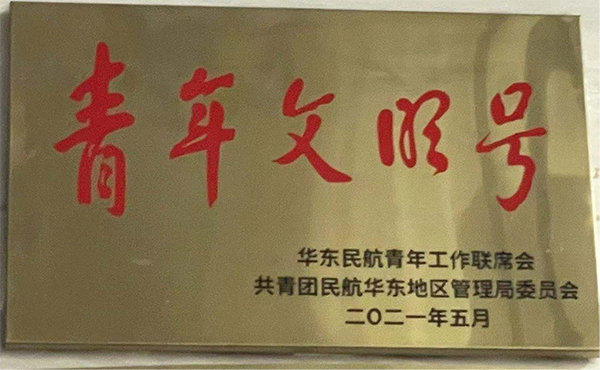 青年文明号
华东民航青年工作联席会
共青团民航华东地区管理局委员会
二〇二一年五月